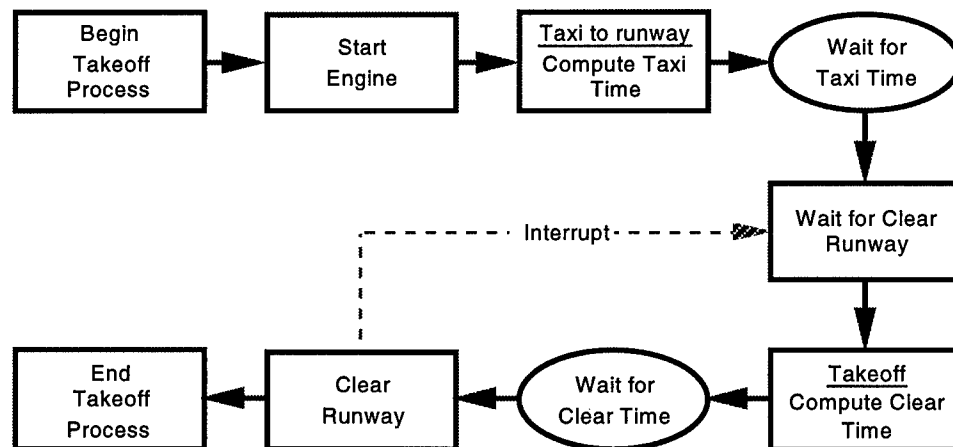 Begin
Takeoff
Process
Start
Engine
Taxi to runway
Compute Taxi
Time
Wait for
Taxi Time
Wait for Clear
Runway
Interrupt
Takeoff
Compute Clear
Time
Wait for
Clear Time
Clear
Runway
End
Takeoff
Process